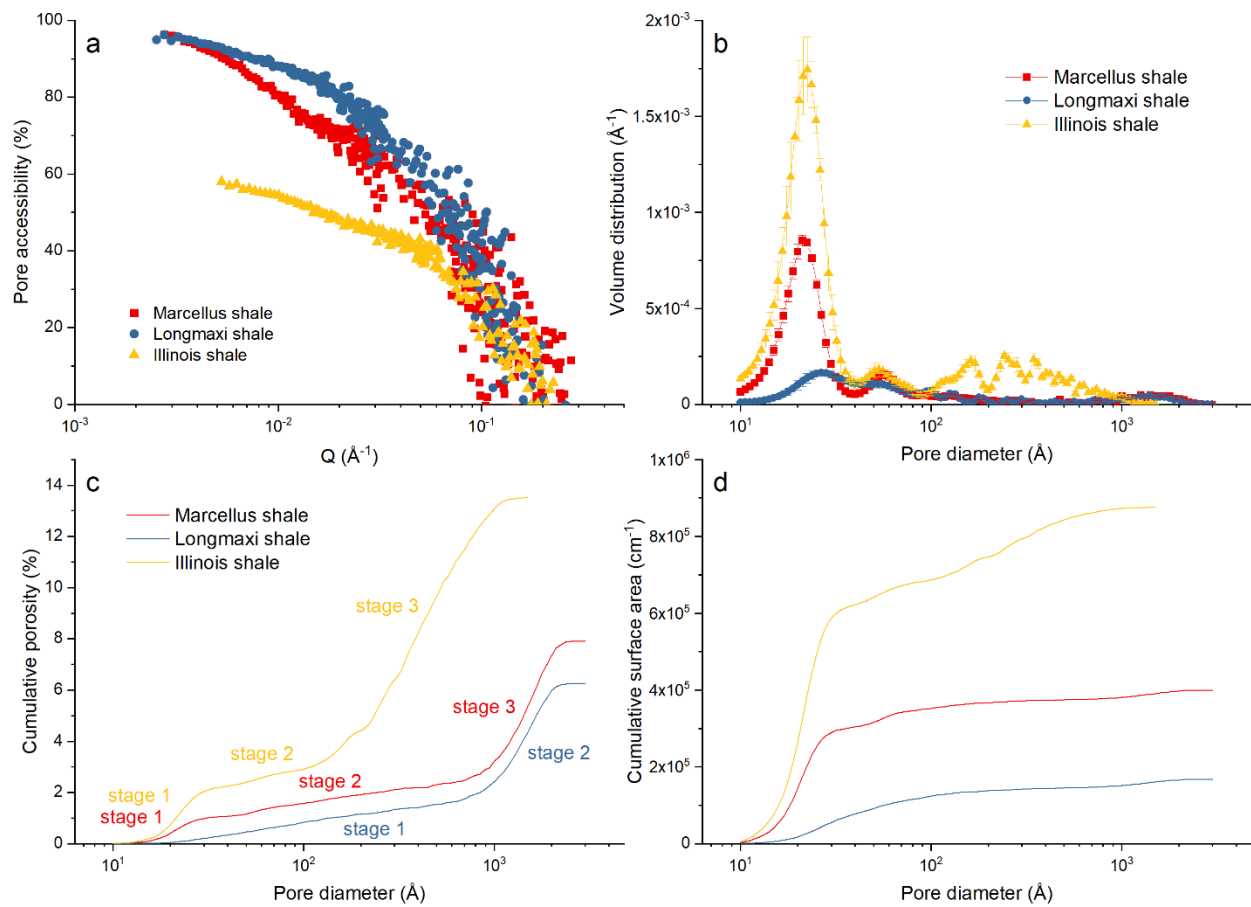 a
100
80
60
40
20
0
Pore accessibility (%)
Marcellus shale
Longmaxi shale
Illinois shale
10⁻³
10⁻²
10⁻¹
Q (Å⁻¹)
b
2x10⁻³
1x10⁻³
5x10⁻⁴
0
Volume distribution (Å⁻¹)
Marcellus shale
Longmaxi shale
Illinois shale
10¹
10²
10³
Pore diameter (Å)
c
14
12
10
8
6
4
2
0
Cumulative porosity (%)
Marcellus shale
Longmaxi shale
Illinois shale
stage 3
stage 3
stage 2
stage 2
stage 2
stage 1
stage 1
stage 1
10¹
10²
10³
Pore diameter (Å)
d
1x10⁶
8x10⁵
6x10⁵
4x10⁵
2x10⁵
0
Cumulative surface area (cm⁻¹)
10¹
10²
10³
Pore diameter (Å)